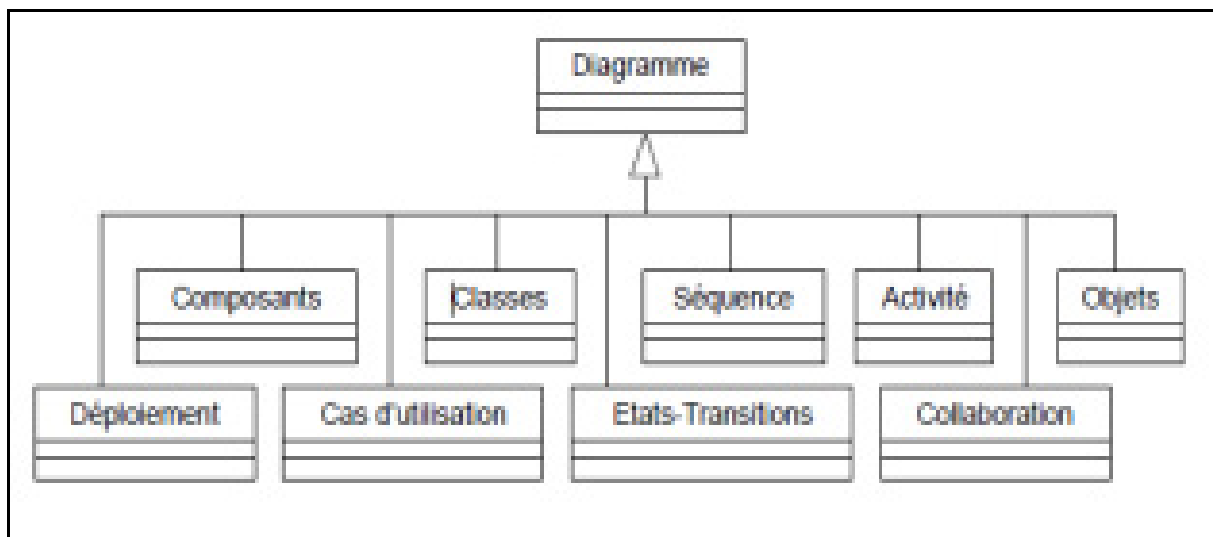 Diagramme
Composants
Classes
Séquence
Activité
Objets
Déploiement
Cas d'utilisation
Etats-Transitions
Collaboration